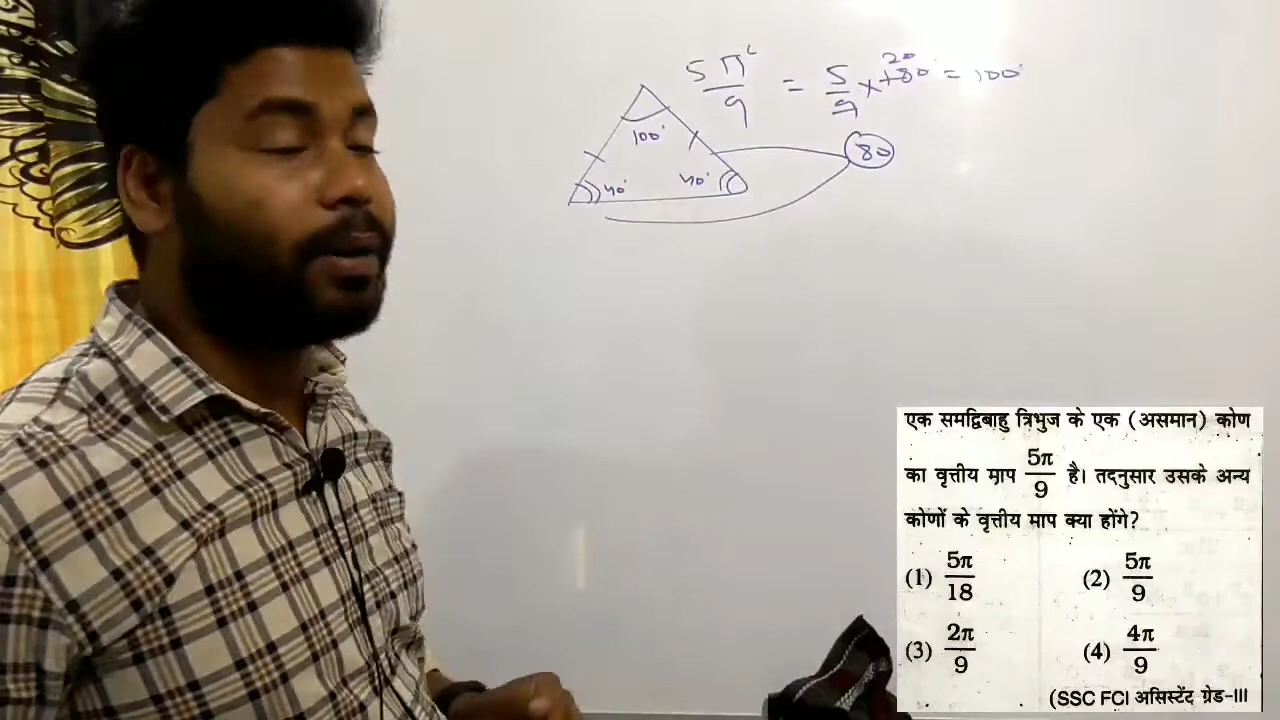 5π^c/9 = 5/9 × 180° 20 = 100°
100°
80
40° 40°
एक समद्विबाहु त्रिभुज के एक (असमान) कोण
का वृत्तीय माप 5π/9 है। तद्नुसार उसके अन्य
कोणों के वृत्तीय माप क्या होंगे?
(1) 5π/18 (2) 5π/9
(3) 2π/9 (4) 4π/9
(SSC FCI असिस्टेंट ग्रेड-III